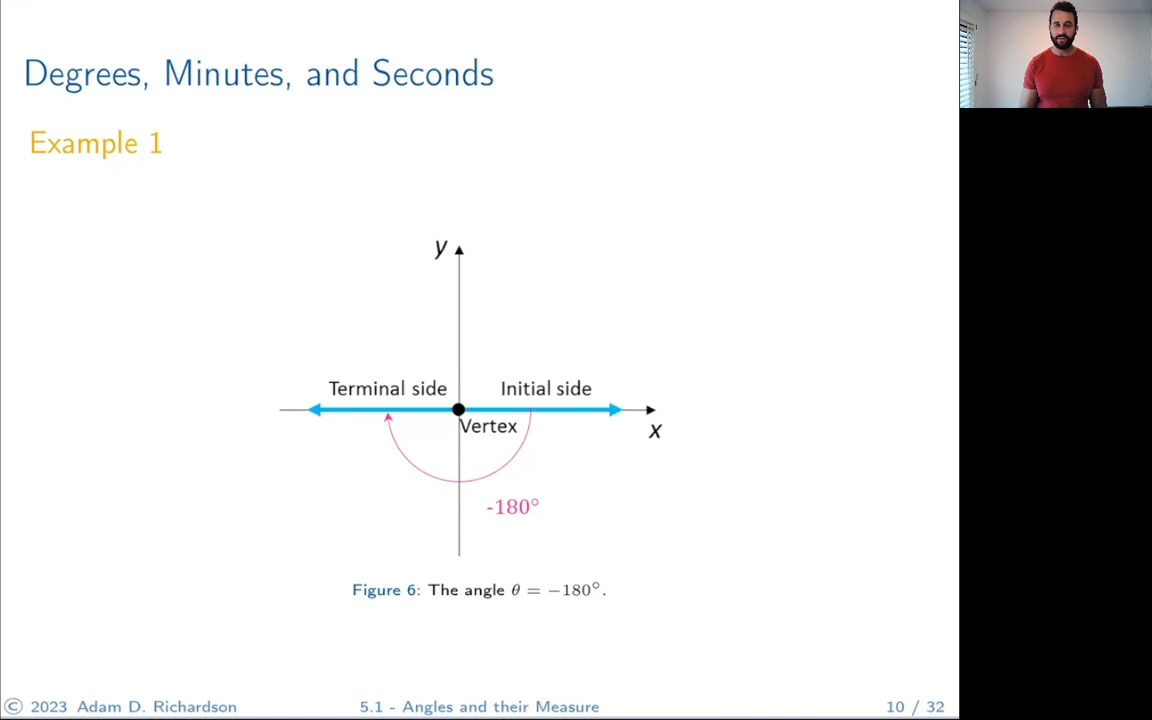 Degrees, Minutes, and Seconds
Example 1
y
Terminal side Initial side
Vertex
x
-180°
Figure 6: The angle θ = −180°.
© 2023 Adam D. Richardson 5.1 - Angles and their Measure 10 / 32